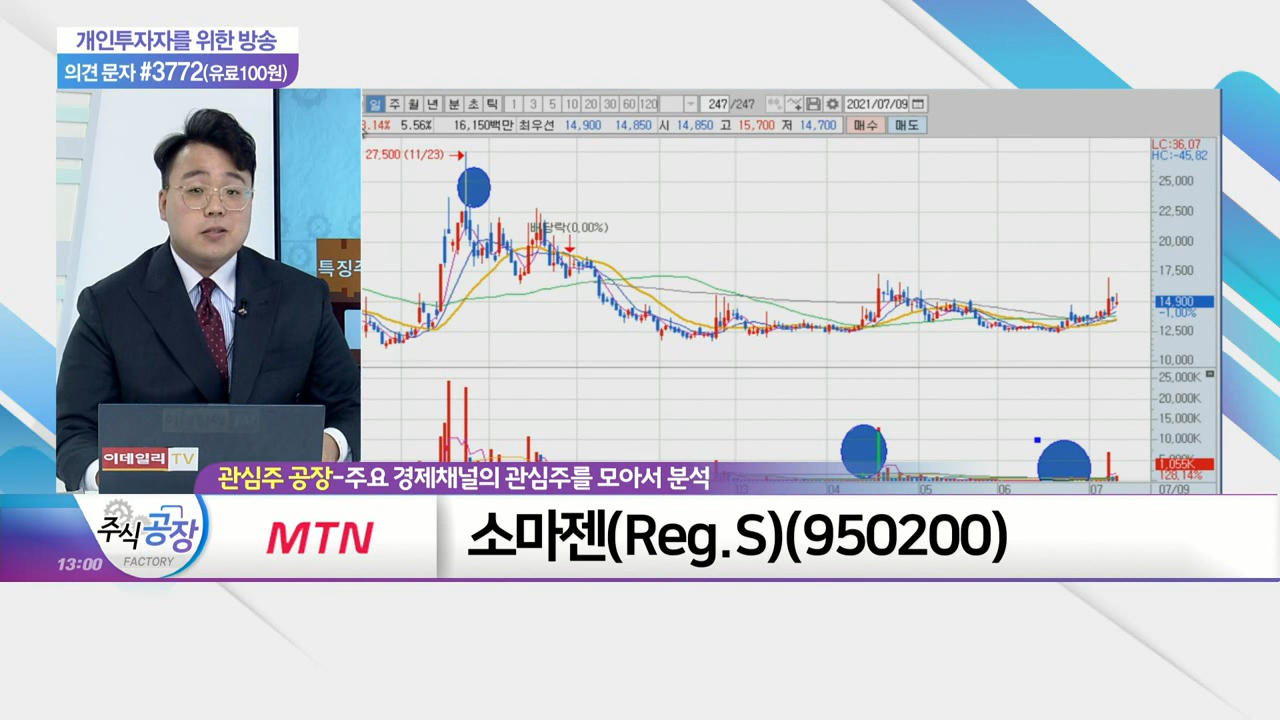 개인투자자를 위한 방송
의견 문자 #3772(유료100원)
일 주 월 년 분 초 틱 1 3 5 10 20 30 60 120 247 /247 2021/07/09
3.14% 5.56% 16,150백만 최우선 14,900 14,850 시 14,850 고 15,700 저 14,700 매수 매도
27,500 (11/23)
LC:36,07
HC:-45,82
25,000
22,500
배당락(0,00%)
20,000
17,500
특징주
14,900
-1,00%
12,500
10,000
25,000K
20,000K
15,000K
10,000K
1,055K
128,14%
03 04 05 06 07 07/09
이데일리 TV
관심주 공장-주요 경제채널의 관심주를 모아서 분석
주식공장
FACTORY
13:00
MTN
소마젠(Reg.S)(950200)